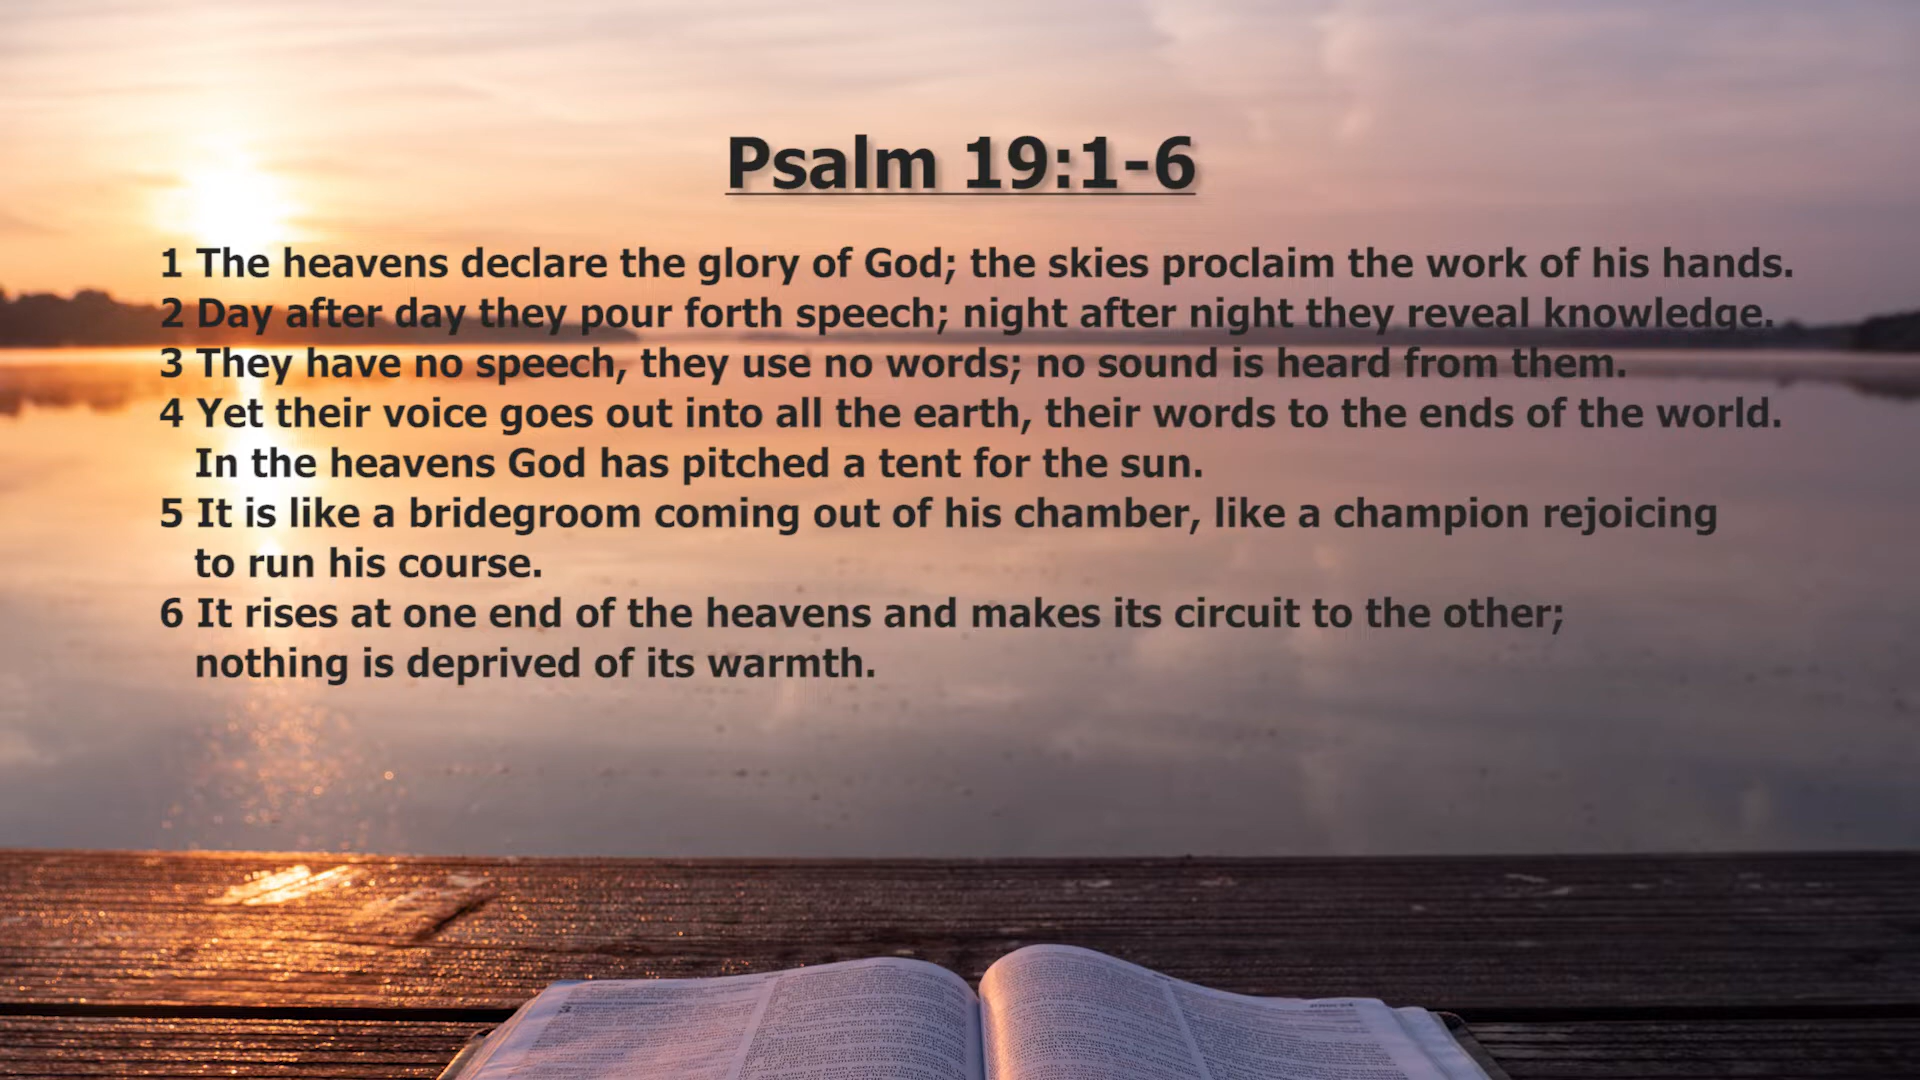 Psalm 19:1-6
1 The heavens declare the glory of God; the skies proclaim the work of his hands.
2 Day after day they pour forth speech; night after night they reveal knowledge.
3 They have no speech, they use no words; no sound is heard from them.
4 Yet their voice goes out into all the earth, their words to the ends of the world.
In the heavens God has pitched a tent for the sun.
5 It is like a bridegroom coming out of his chamber, like a champion rejoicing
to run his course.
6 It rises at one end of the heavens and makes its circuit to the other;
nothing is deprived of its warmth.